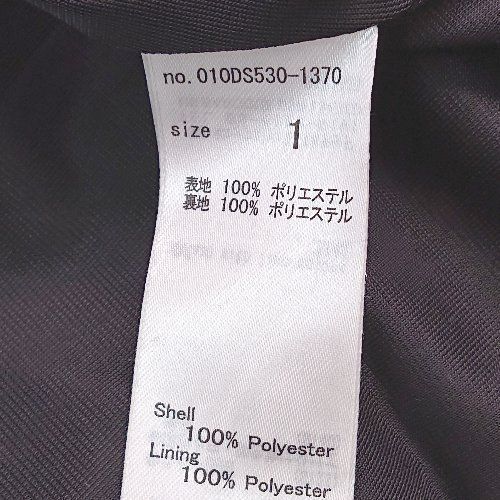 no.010DS530-1370
size 1
表地 100% ポリエステル
裏地 100% ポリエステル
Shell
100% Polyester
Lining
100% Polyester